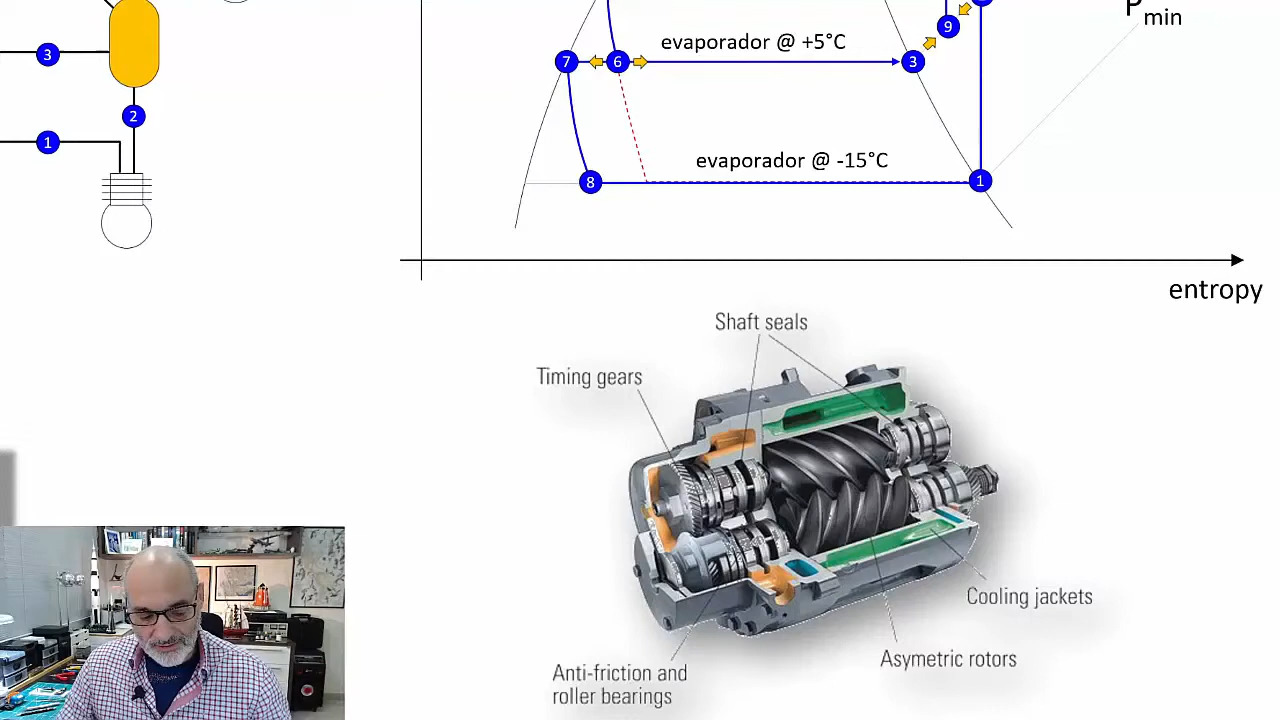 P min
9
evaporador @ +5°C
7
6
3
3
2
1
evaporador @ -15°C
8
1
entropy
Shaft seals
Timing gears
Cooling jackets
Asymetric rotors
Anti-friction and
roller bearings